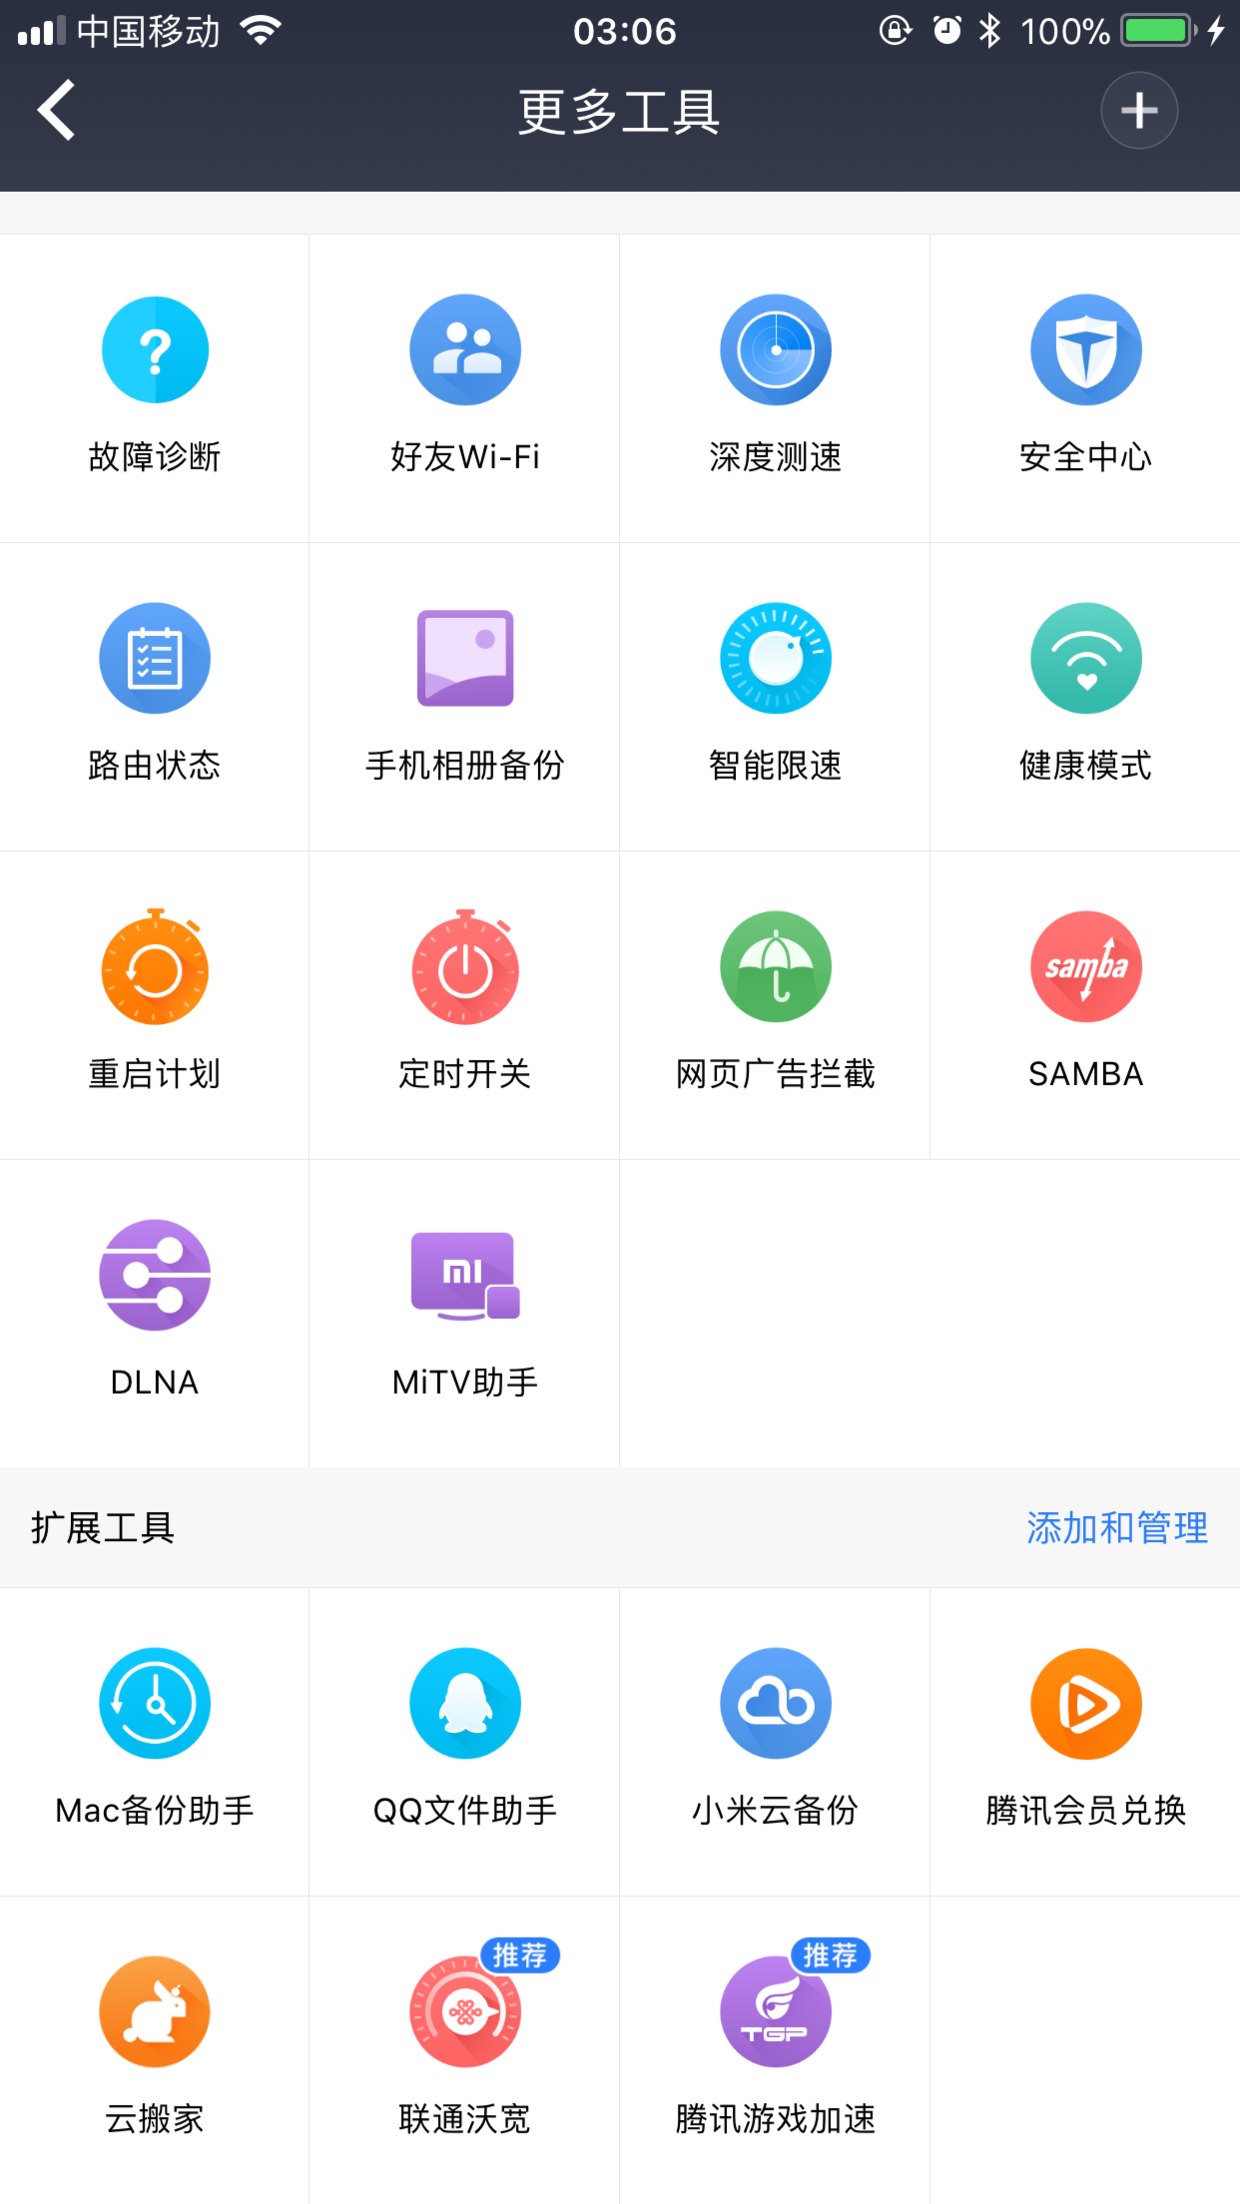 中国移动 03:06 100%
更多工具
故障诊断 好友Wi-Fi 深度测速 安全中心
路由状态 手机相册备份 智能限速 健康模式
samba
重启计划 定时开关 网页广告拦截 SAMBA
MI
DLNA MiTV助手
扩展工具 添加和管理
Mac备份助手 QQ文件助手 小米云备份 腾讯会员兑换
推荐 推荐
TGP
云搬家 联通沃宽 腾讯游戏加速